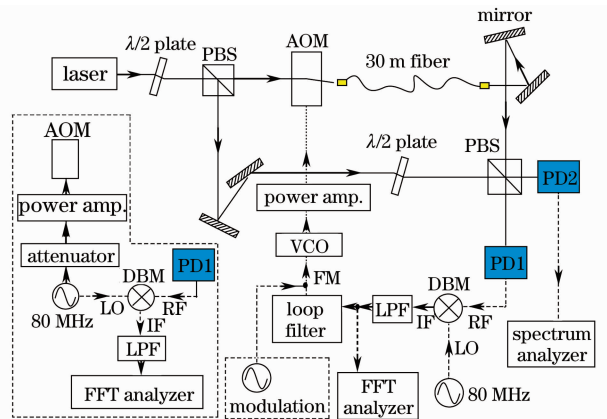 mirror
λ/2 plate
PBS
AOM
30 m fiber
laser
AOM
λ/2 plate
PBS
PD2
power amp.
power amp.
attenuator
VCO
PD1
PD1
DBM
FM
DBM
LO
RF
80 MHz
IF
LPF
FFT analyzer
loop
filter
LPF
IF
RF
LO
spectrum
analyzer
modulation
FFT
analyzer
80 MHz